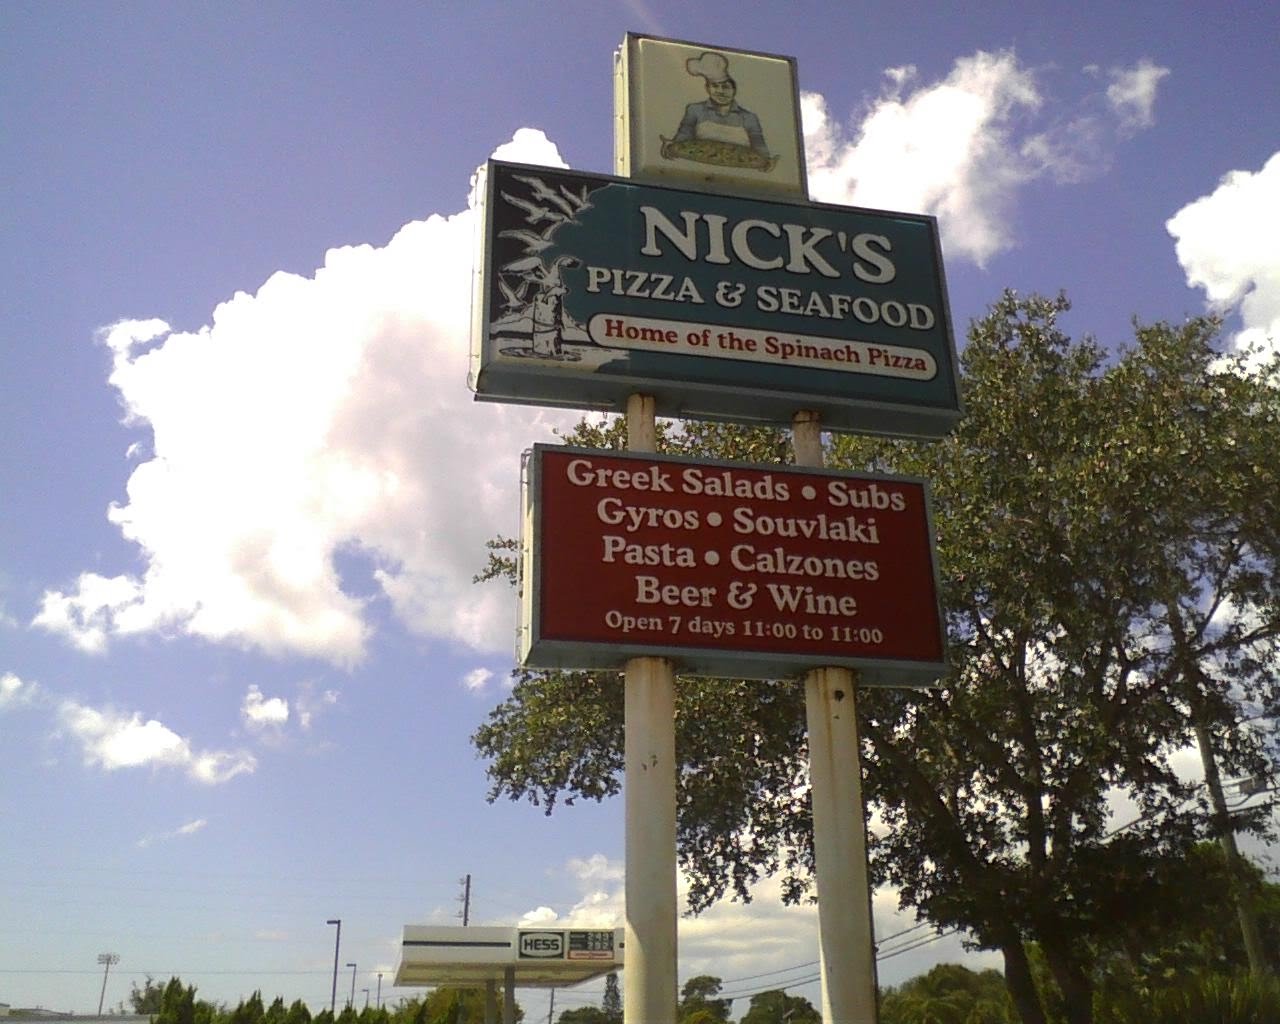 NICK'S
PIZZA & SEAFOOD
Home of the Spinach Pizza
Greek Salads • Subs
Gyros • Souvlaki
Pasta • Calzones
Beer & Wine
Open 7 days 11:00 to 11:00
HESS